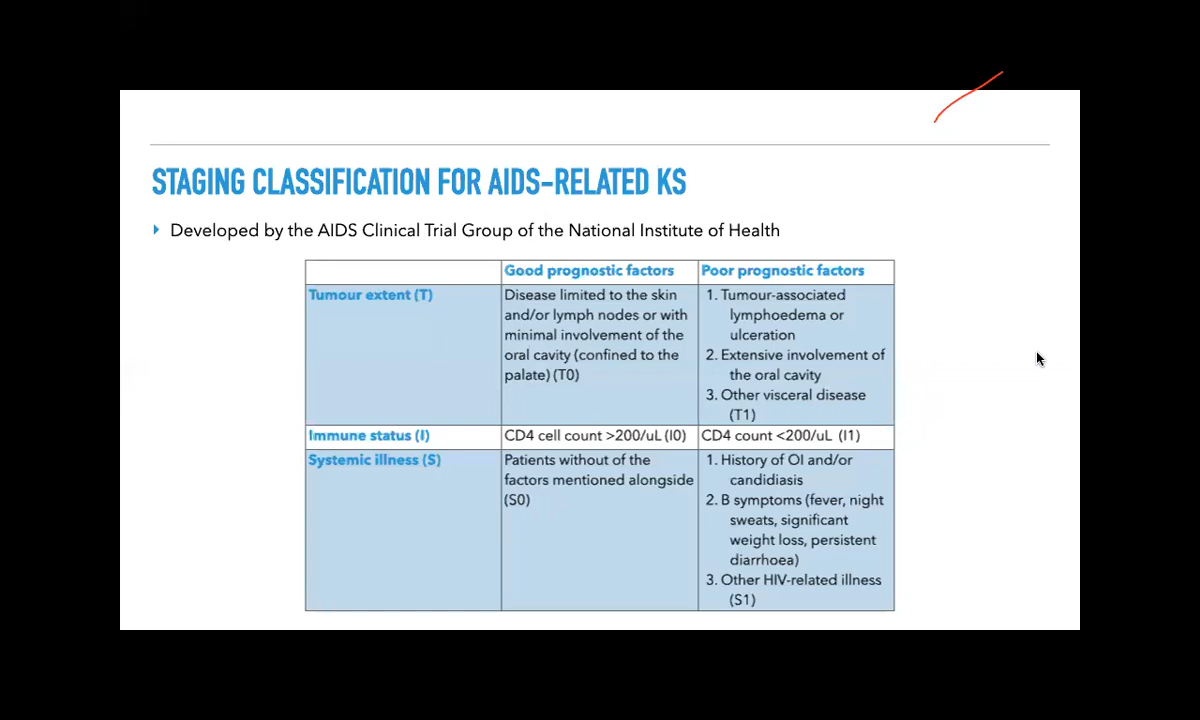 STAGING CLASSIFICATION FOR AIDS-RELATED KS
Developed by the AIDS Clinical Trial Group of the National Institute of Health
Good prognostic factors
Poor prognostic factors
Tumour extent (T)
Disease limited to the skin
and/or lymph nodes or with
minimal involvement of the
oral cavity (confined to the
palate) (T0)
1. Tumour-associated
lymphoedema or
ulceration
2. Extensive involvement of
the oral cavity
3. Other visceral disease
(T1)
Immune status (I)
CD4 cell count >200/uL (I0)
CD4 count <200/uL (I1)
Systemic illness (S)
Patients without of the
factors mentioned alongside
(S0)
1. History of OI and/or
candidiasis
2. B symptoms (fever, night
sweats, significant
weight loss, persistent
diarrhoea)
3. Other HIV-related illness
(S1)